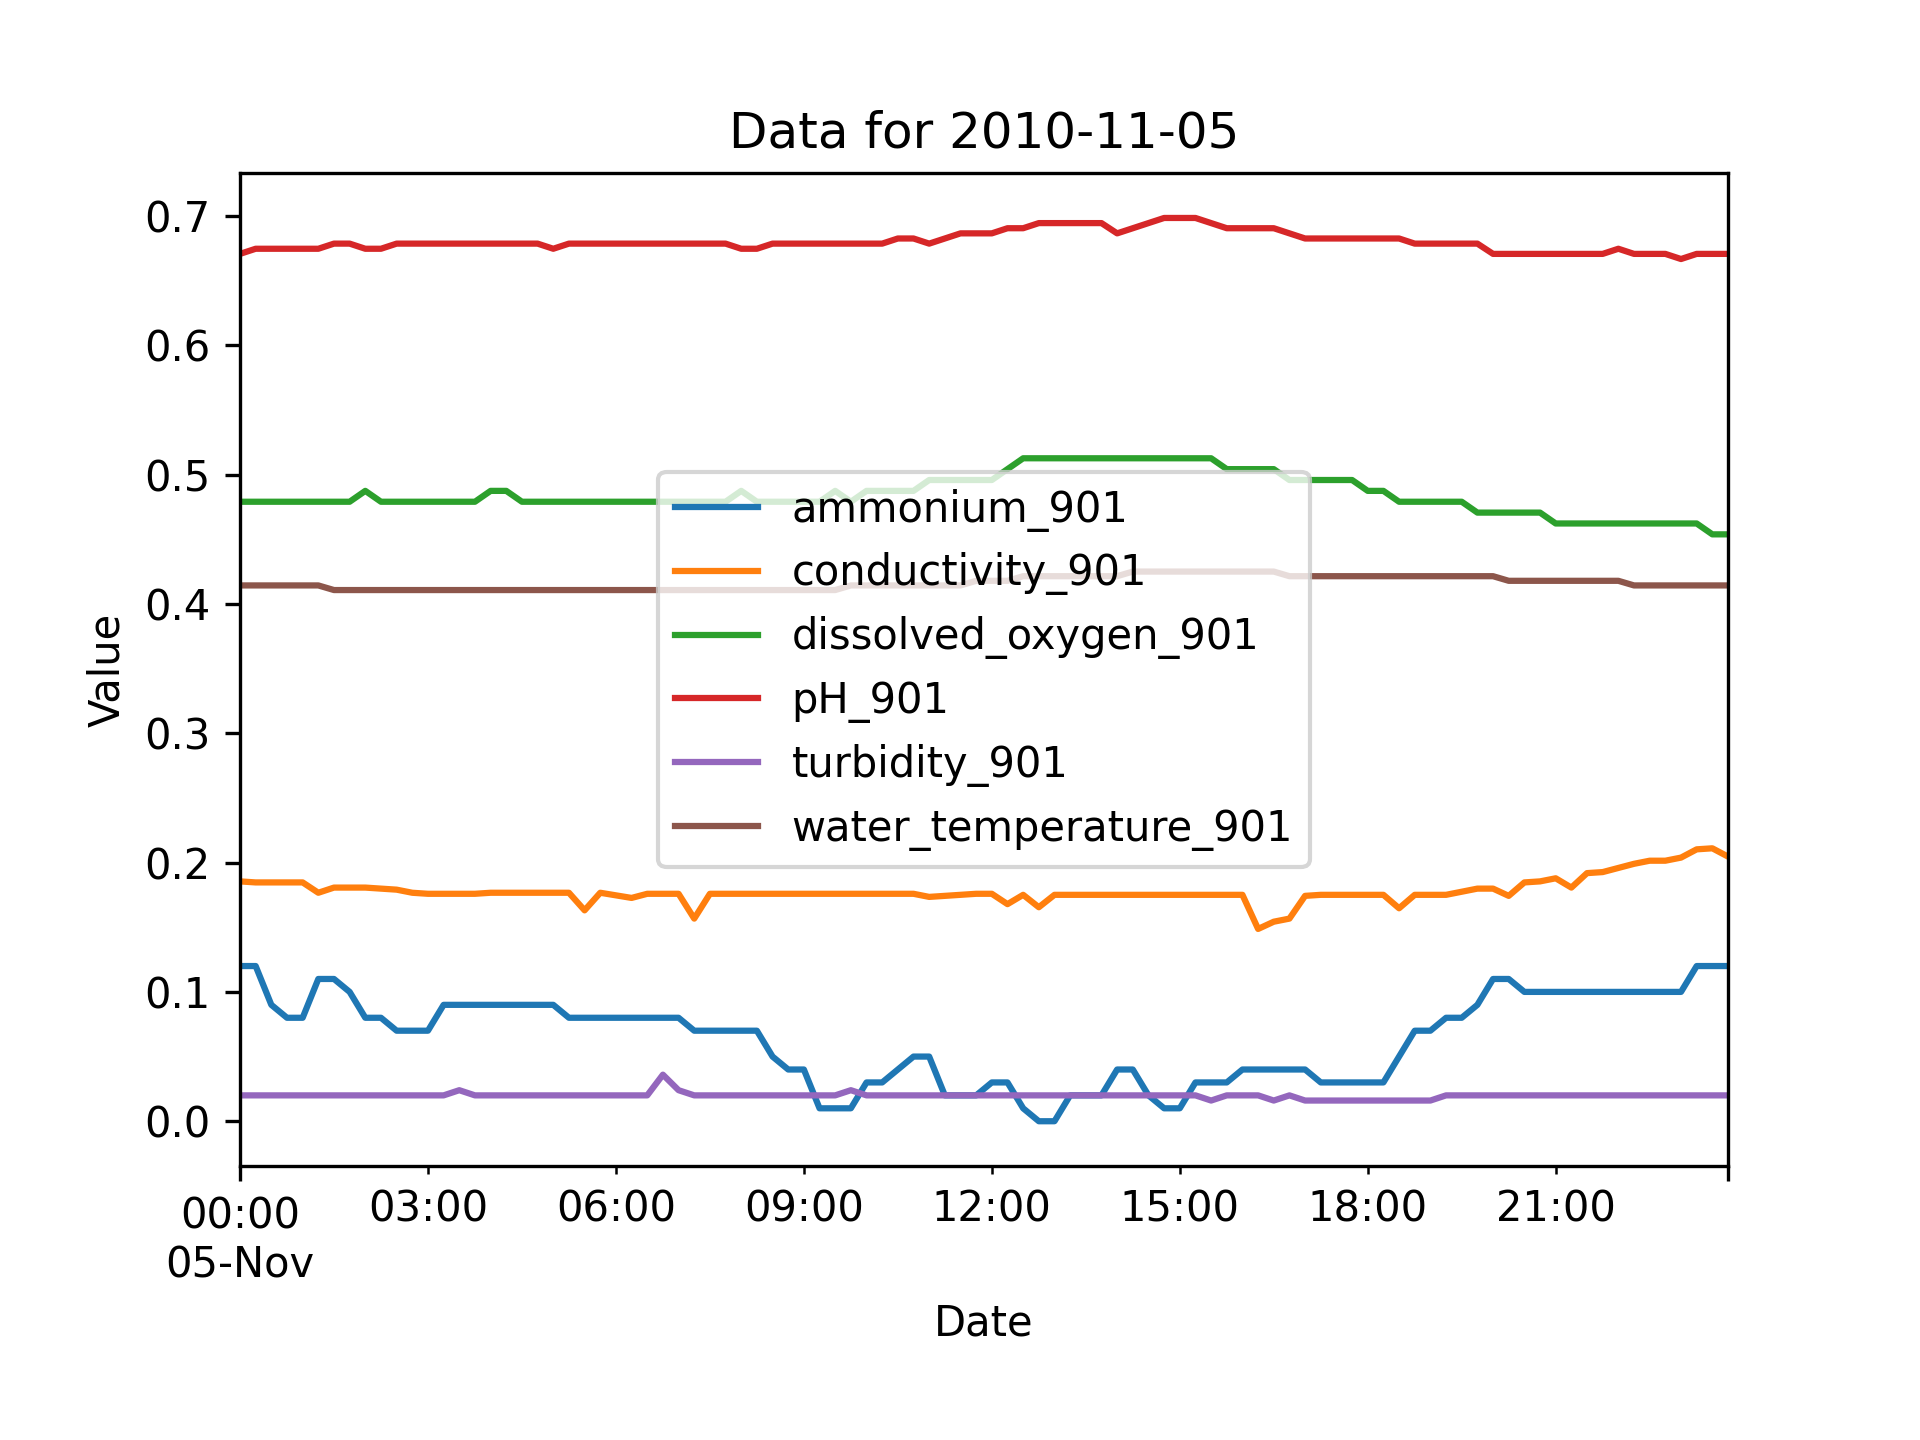 Data for 2010-11-05
0.7
0.6
0.5
0.4
0.3
0.2
0.1
0.0
Value
ammonium_901
conductivity_901
dissolved_oxygen_901
pH_901
turbidity_901
water_temperature_901
00:00 03:00 06:00 09:00 12:00 15:00 18:00 21:00
05-Nov
Date